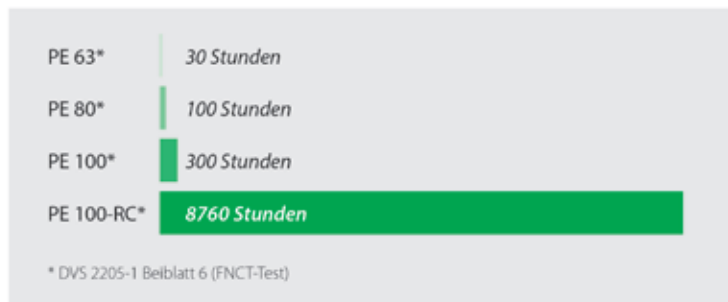 PE 63* 30 Stunden
PE 80* 100 Stunden
PE 100* 300 Stunden
PE 100-RC* 8760 Stunden
* DVS 2205-1 Beiblatt 6 (FNCT-Test)